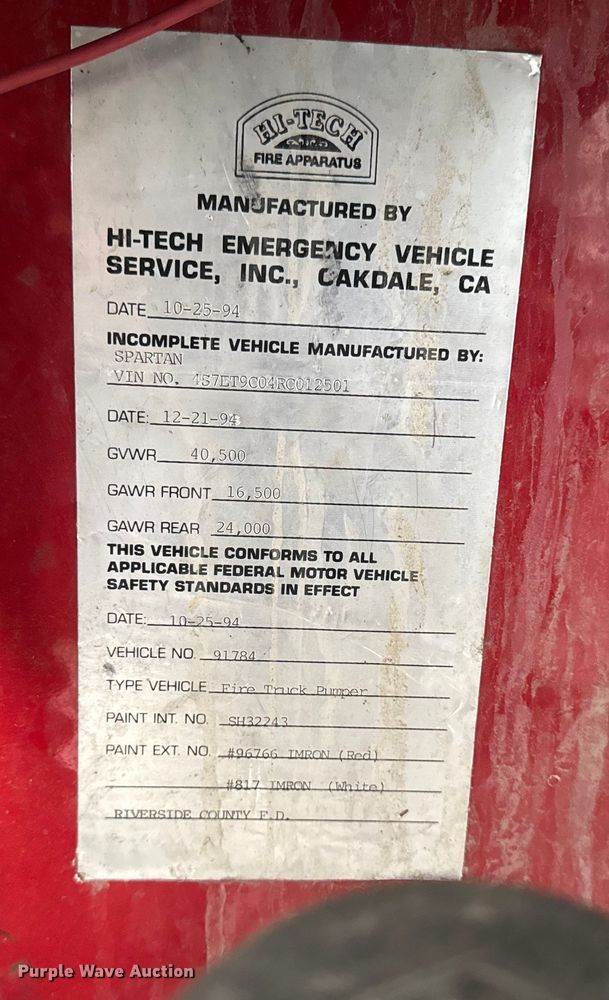 HI-TECH
FIRE APPARATUS
MANUFACTURED BY
HI-TECH EMERGENCY VEHICLE
SERVICE, INC., OAKDALE, CA
DATE 10-25-94
INCOMPLETE VEHICLE MANUFACTURED BY:
SPARTAN
VIN NO. 4S7ET9C04RC012501
DATE: 12-21-94
GVWR 40,500
GAWR FRONT 16,500
GAWR REAR 24,000
THIS VEHICLE CONFORMS TO ALL
APPLICABLE FEDERAL MOTOR VEHICLE
SAFETY STANDARDS IN EFFECT
DATE: 10-25-94
VEHICLE NO. 91784
TYPE VEHICLE Fire Truck Pumper
PAINT INT. NO. SH32243
PAINT EXT. NO. #96766 IMRON (Red)
#817 IMRON (White)
RIVERSIDE COUNTY F.D.
Purple Wave Auction